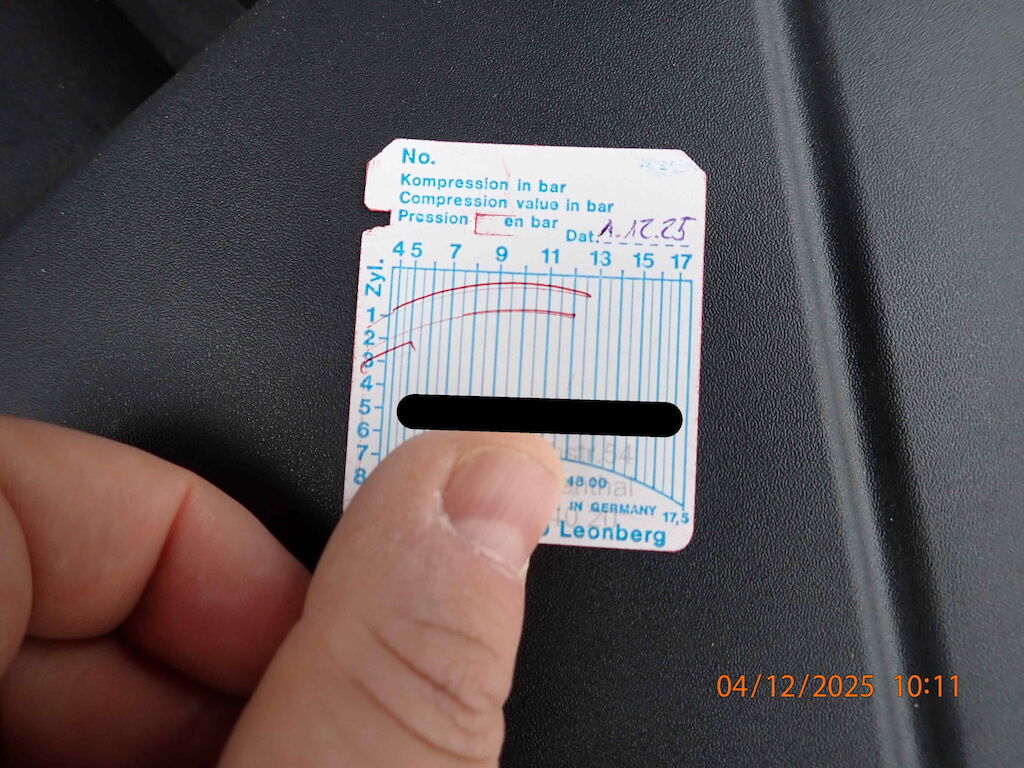 No.
Kompression in bar
Compression value in bar
Pression en bar
Dat. 1.12.25
4 5 7 9 11 13 15 17
Zyl.
1
2
3
4
5
6
7
8
48 00
IN GERMANY 17,5
Leonberg
04/12/2025 10:11